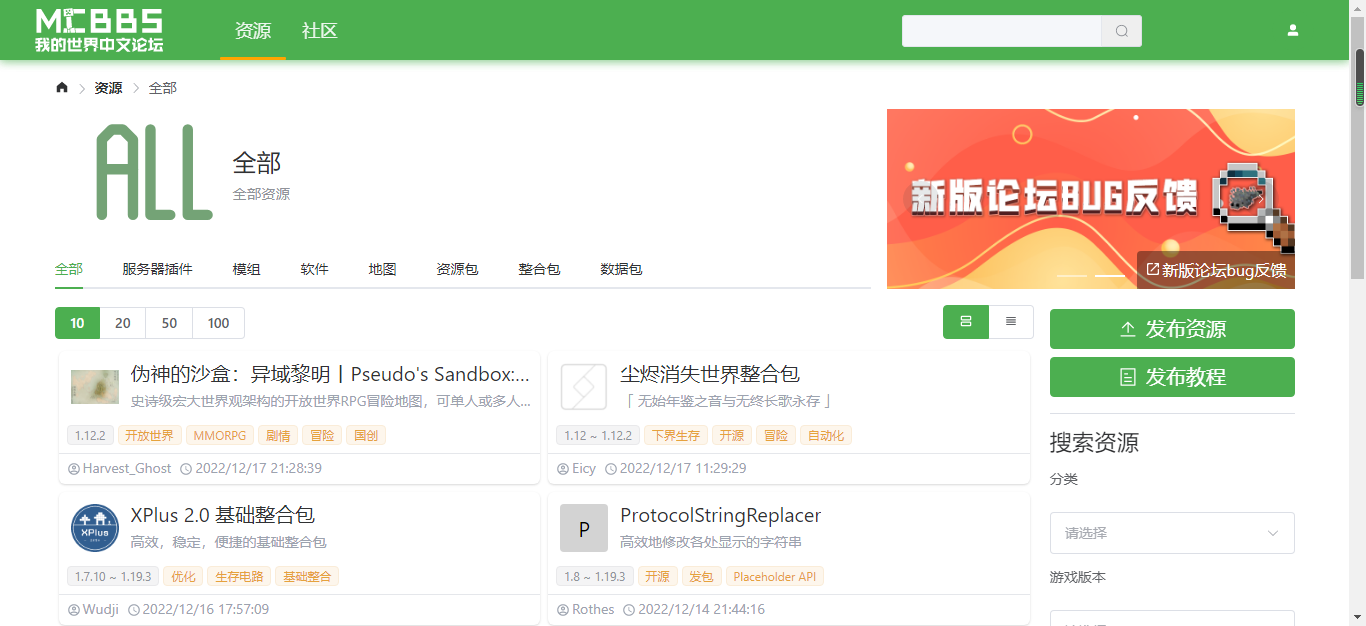 MCBBS
我的世界中文论坛
资源 社区
资源 全部
ALL
全部
全部资源
新版论坛BUG反馈
新版论坛bug反馈
全部 服务器插件 模组 软件 地图 资源包 整合包 数据包
10 20 50 100
发布资源
发布教程
伪神的沙盒：异域黎明丨Pseudo's Sandbox:...
史诗级宏大世界观架构的开放世界RPG冒险地图，可单人或多人...
1.12.2 开放世界 MMORPG 剧情 冒险 国创
Harvest_Ghost 2022/12/17 21:28:39
尘烬消失世界整合包
「 无始年鉴之音与无终长歌永存 」
1.12 ~ 1.12.2 下界生存 开源 冒险 自动化
Eicy 2022/12/17 11:29:29
XPlus
XPlus 2.0 基础整合包
高效，稳定，便捷的基础整合包
1.7.10 ~ 1.19.3 优化 生存电路 基础整合
Wudji 2022/12/16 17:57:09
P
ProtocolStringReplacer
高效地修改各处显示的字符串
1.8 ~ 1.19.3 开源 发包 Placeholder API
Rothes 2022/12/14 21:44:16
搜索资源
分类
请选择
游戏版本